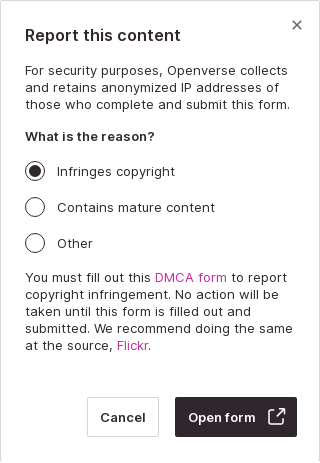 Report this content
For security purposes, Openverse collects
and retains anonymized IP addresses of
those who complete and submit this form.
What is the reason?
Infringes copyright
Contains mature content
Other
You must fill out this DMCA form to report
copyright infringement. No action will be
taken until this form is filled out and
submitted. We recommend doing the same
at the source, Flickr.
Cancel
Open form